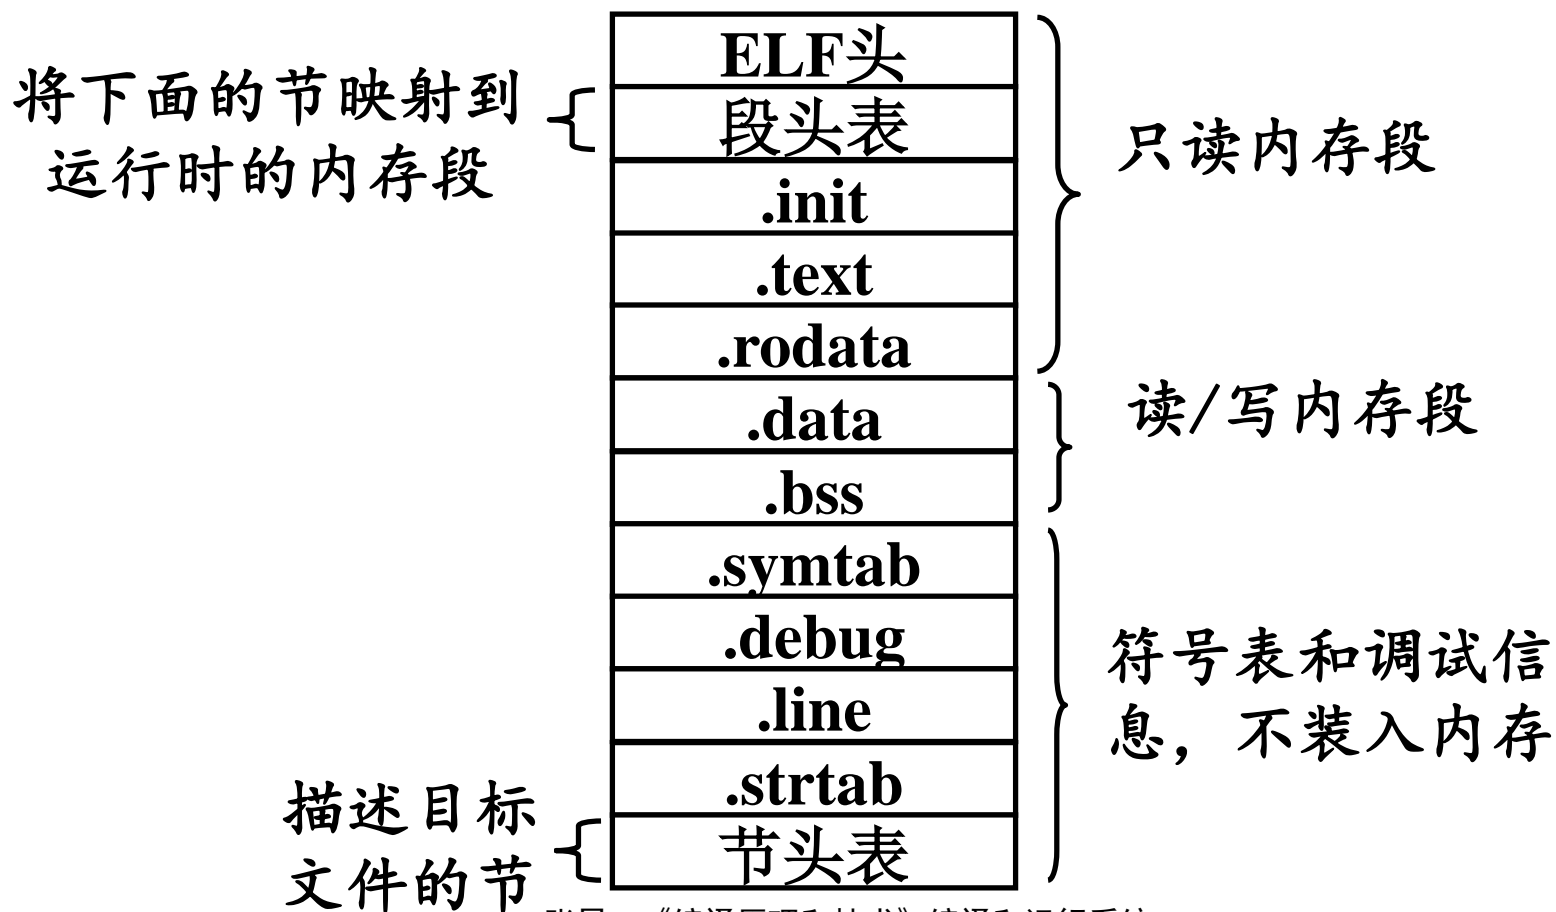 ELF头
将下面的节映射到
运行时的内存段
段头表
只读内存段
.init
.text
.rodata
.data
读/写内存段
.bss
.symtab
.debug
符号表和调试信
息，不装入内存
.line
.strtab
描述目标
文件的节
节头表